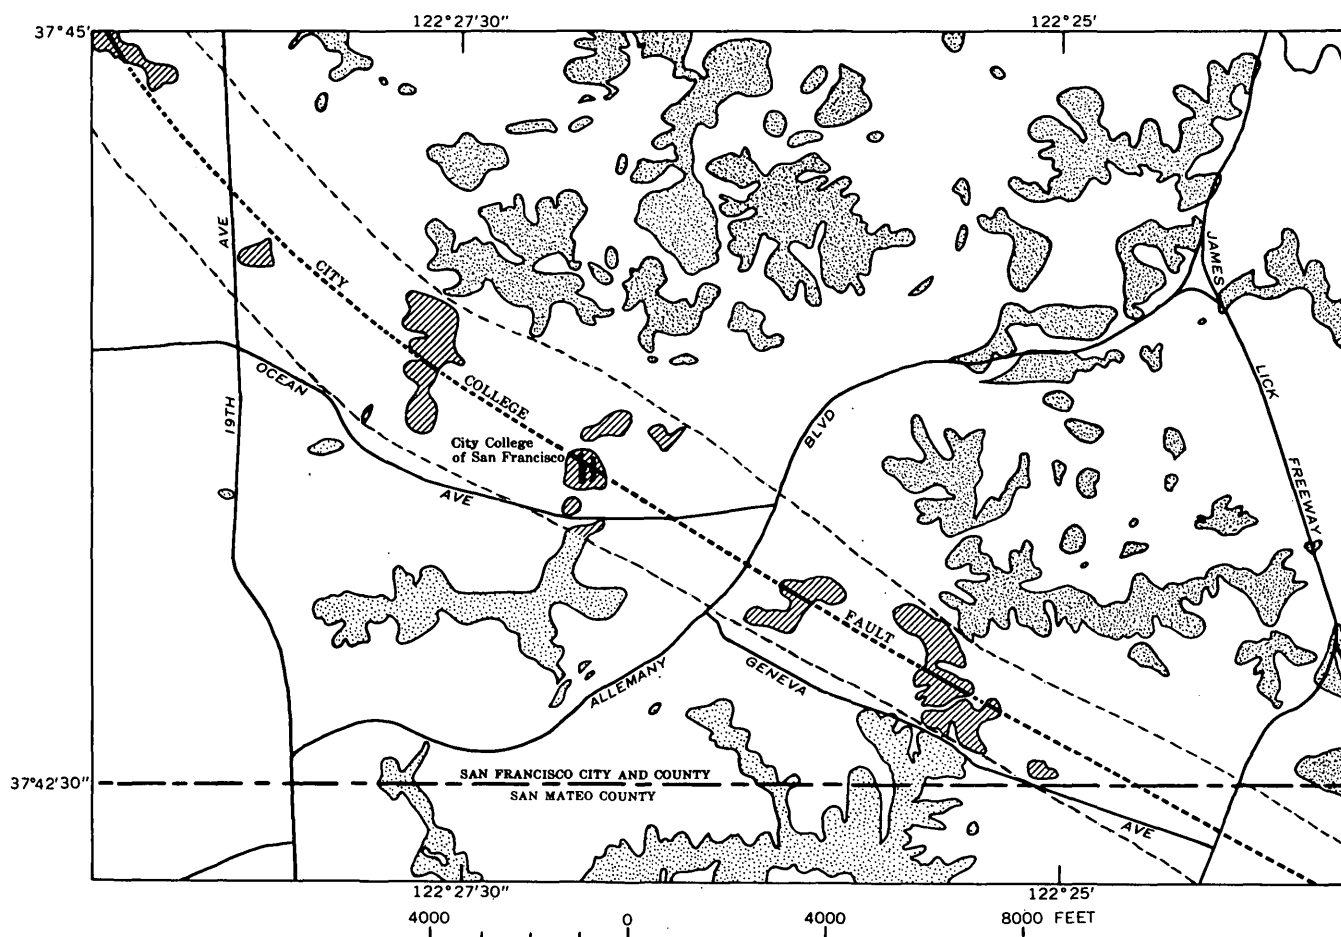 122°27'30"
122°25'
37°45'
AVE
CITY
JAMES
OCEAN
COLLEGE
LICK
19TH
BLVD
City College
of San Francisco
AVE
FREEWAY
FAULT
GENEVA
ALLEMANY
SAN FRANCISCO CITY AND COUNTY
37°42'30"
SAN MATEO COUNTY
AVE
122°27'30"
122°25'
4000 0 4000 8000 FEET